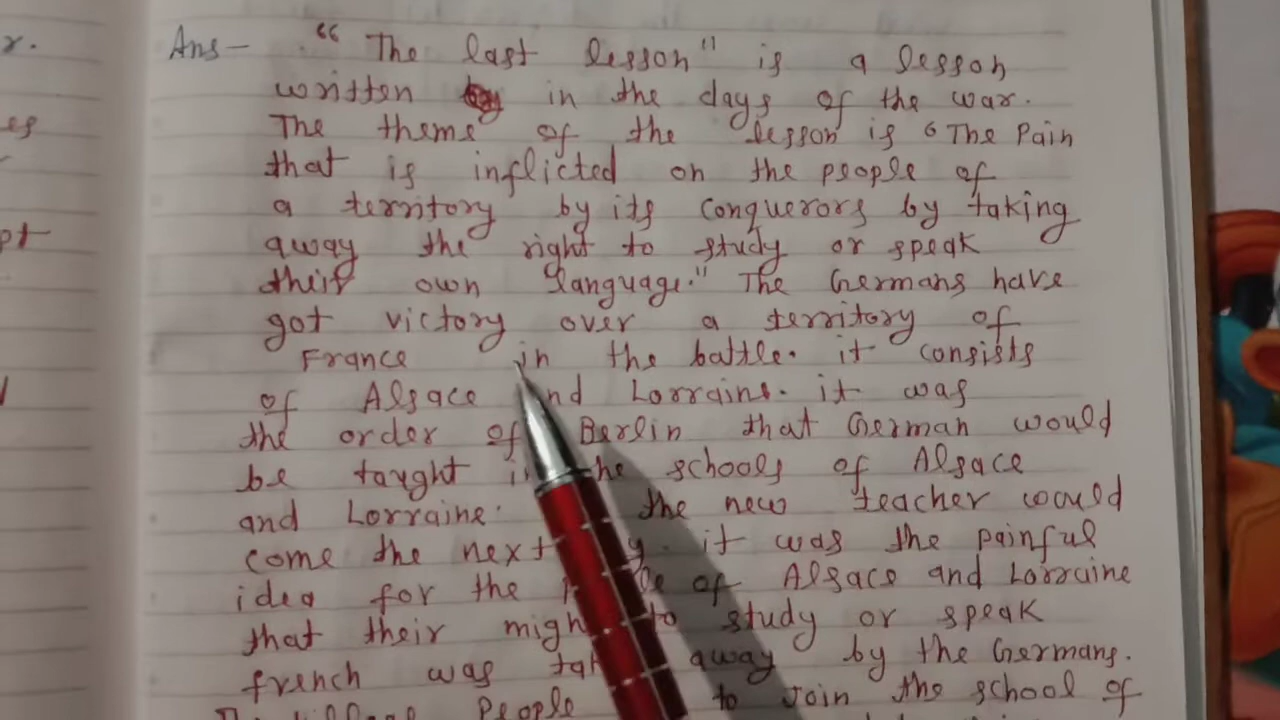 r.
Ans- "The last lesson" is a lesson
written by in the days of the war.
es
The theme of the lesson is "The Pain
that is inflicted on the people of
a territory by its conquerors by taking
pt
away the right to study or speak
their own language." The Germans have
got victory over a territory of
France in the battle. it consists
of Alsace and Lorraine. it was
the order of Berlin that German would
be taught in the schools of Alsace
and Lorraine. the new teacher would
come the next it was the painful
idea for the of Alsace and Lorraine
that their to study or speak
french was away by the Germans.
People to join the school of